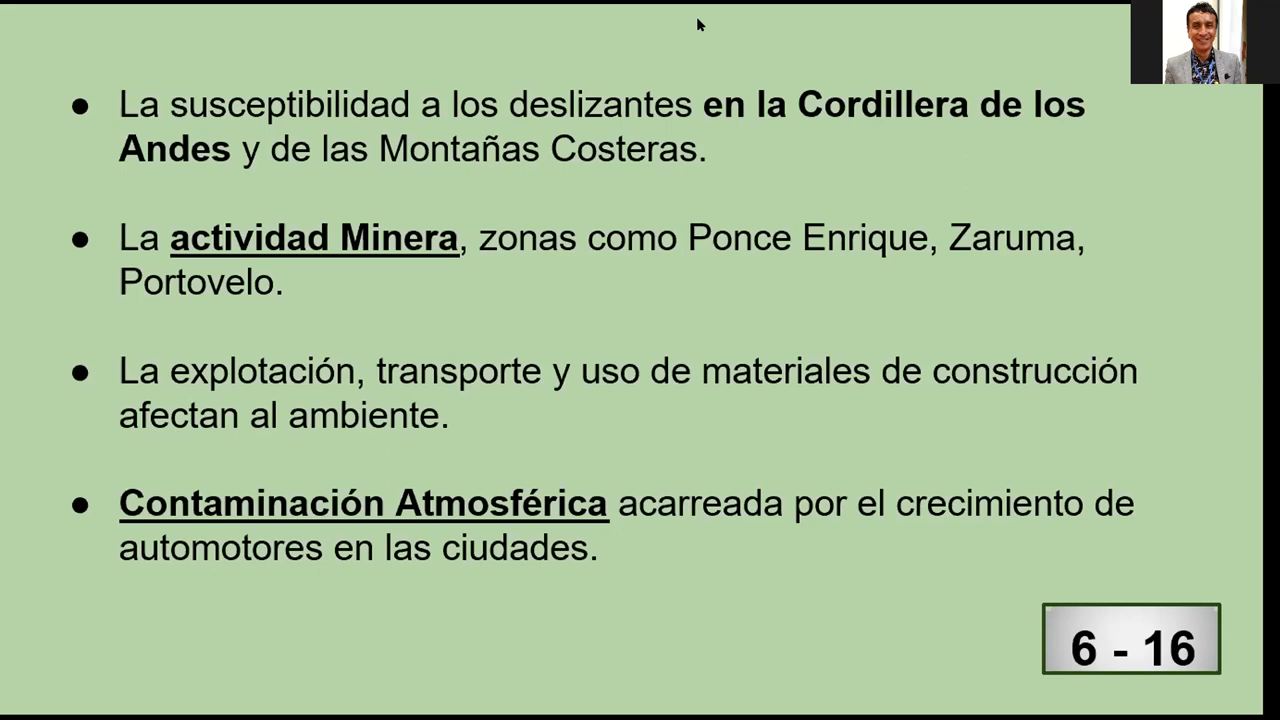 ● La susceptibilidad a los deslizantes en la Cordillera de los
Andes y de las Montañas Costeras.
● La actividad Minera, zonas como Ponce Enrique, Zaruma,
Portovelo.
● La explotación, transporte y uso de materiales de construcción
afectan al ambiente.
● Contaminación Atmosférica acarreada por el crecimiento de
automotores en las ciudades.
6 - 16